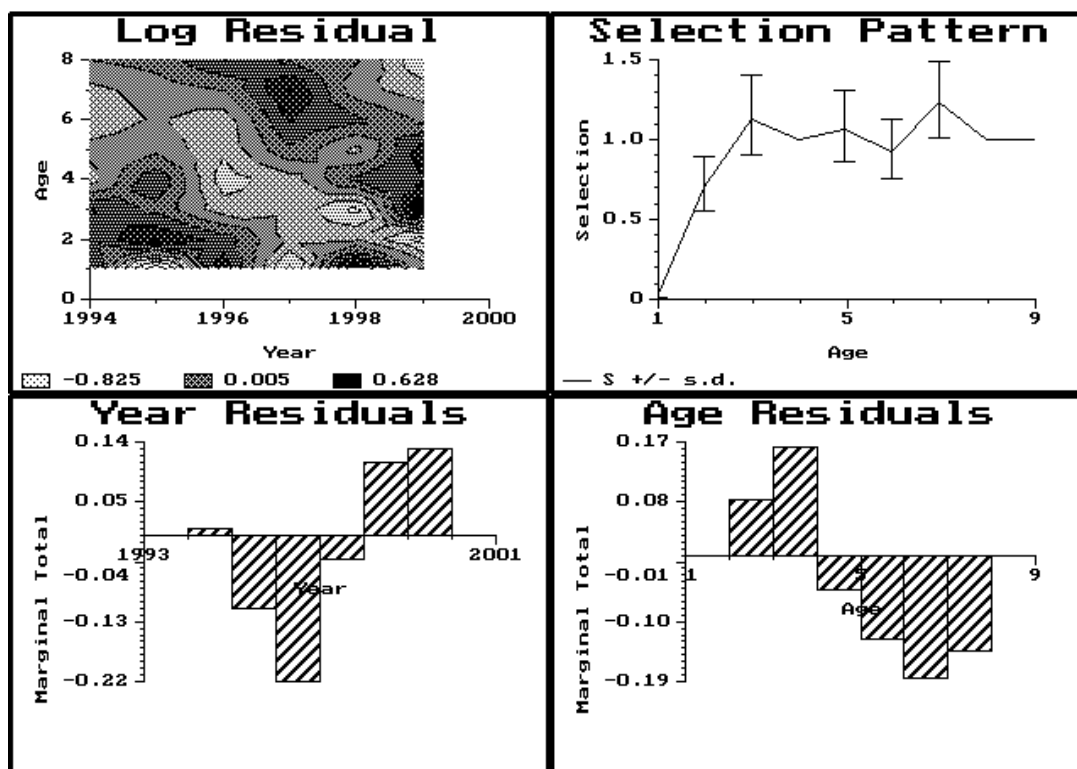 Log Residual
8
6
4
2
0
Age
1994
1996
1998
2000
Year
-0.825
0.005
0.628
Selection Pattern
1.5
1.0
0.5
0
Selection
1
5
9
Age
S +/- s.d.
Year Residuals
0.14
0.05
-0.04
-0.13
-0.22
Marginal Total
1993
2001
Year
Age Residuals
0.17
0.08
-0.01
-0.10
-0.19
Marginal Total
1
5
9
Age